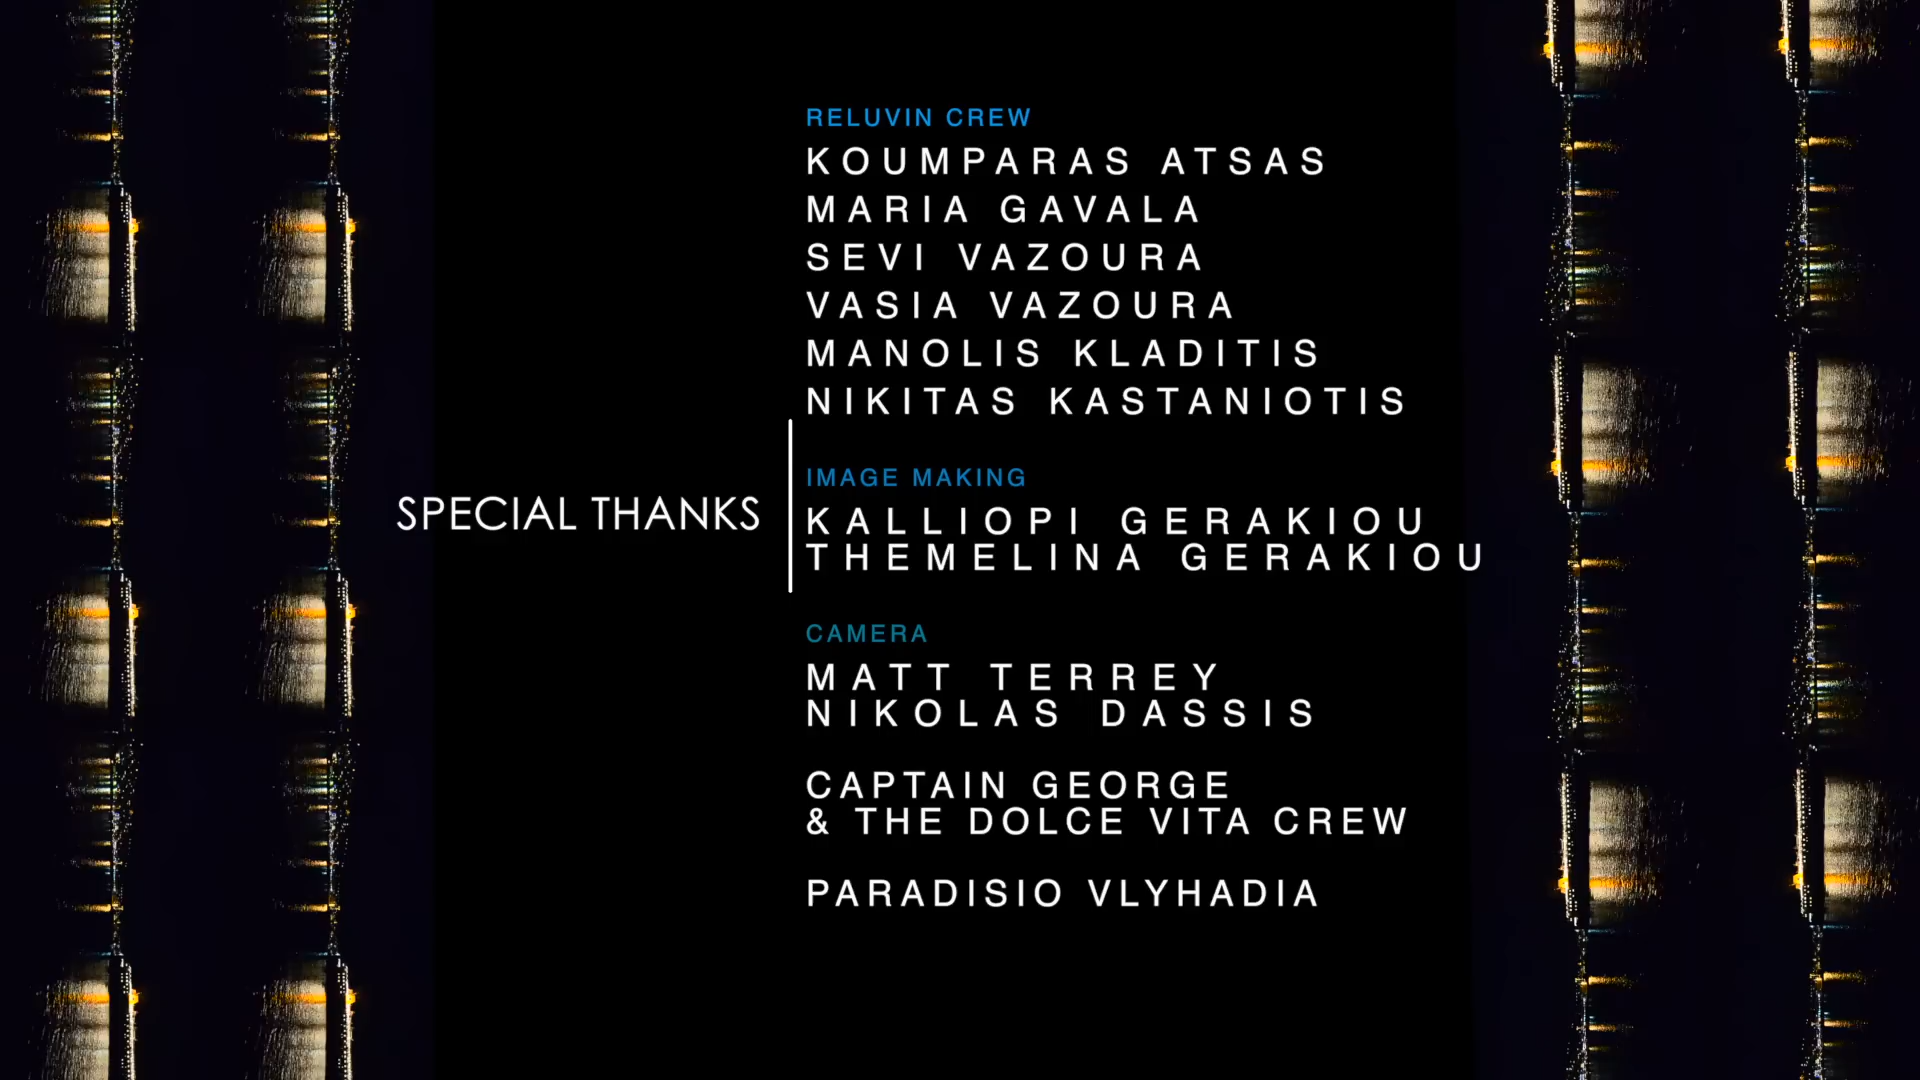 RELUVIN CREW
KOUMPARAS ATSAS
MARIA GAVALA
SEVI VAZOURA
VASIA VAZOURA
MANOLIS KLADITIS
NIKITAS KASTANIOTIS
SPECIAL THANKS
IMAGE MAKING
KALLIOPI GERAKIOU
THEMELINA GERAKIOU
CAMERA
MATT TERREY
NIKOLAS DASSIS
CAPTAIN GEORGE
& THE DOLCE VITA CREW
PARADISIO VLYHADIA